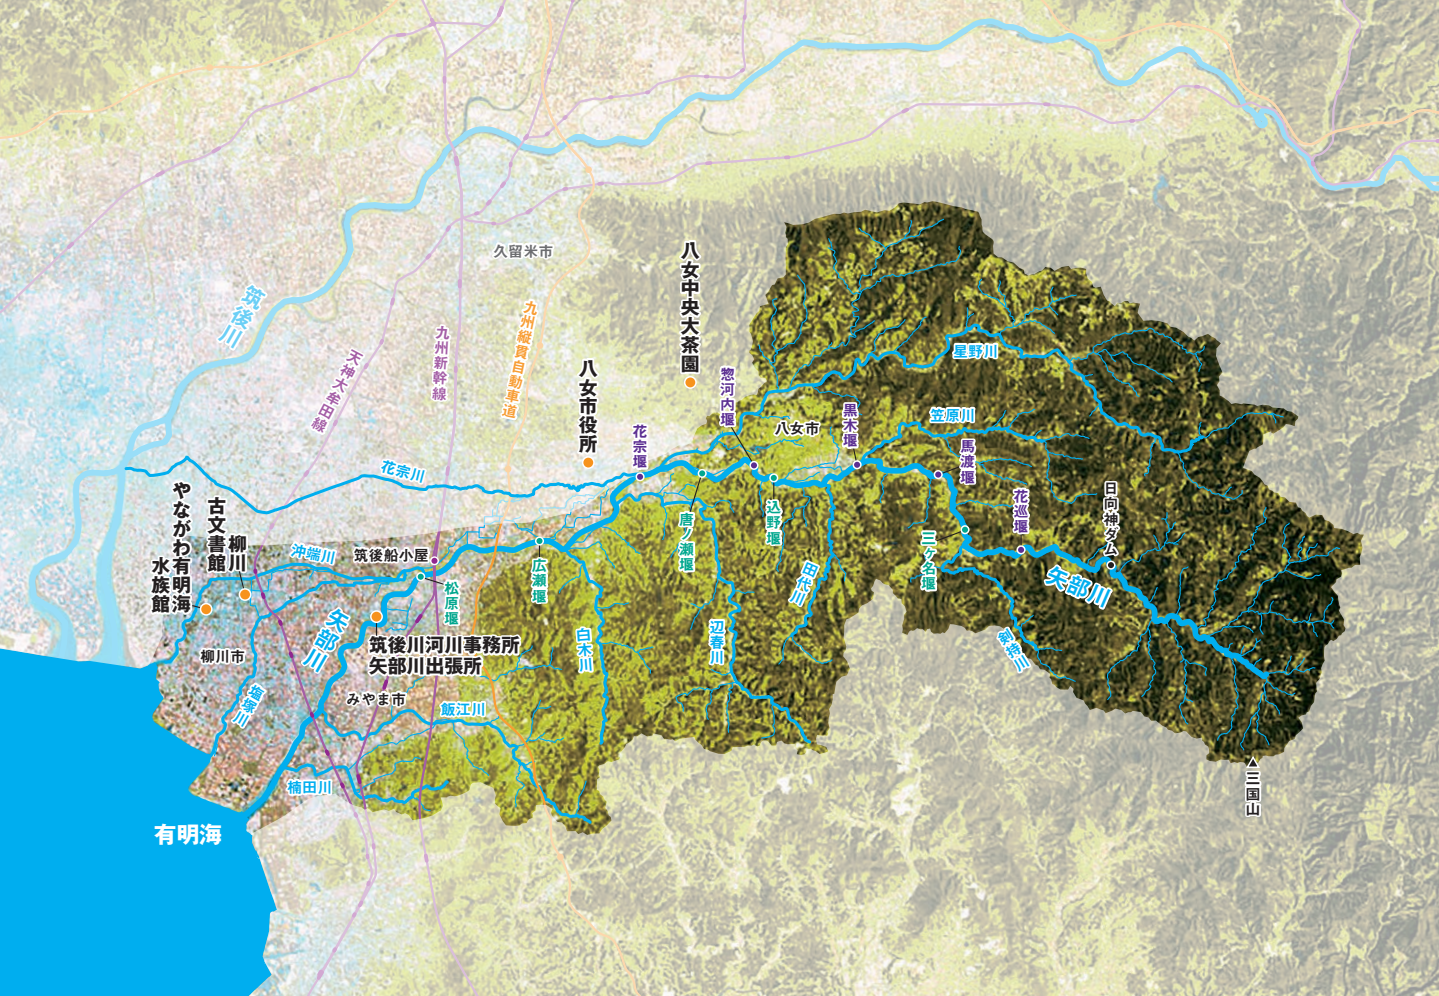 久留米市
筑後川
天神大牟田線
九州新幹線
九州縦貫自動車道
八女中央大茶園
八女市役所
花宗堰
惣河内堰
八女市
黒木堰
星野川
笠原川
馬渡堰
花巡堰
日向神ダム
花宗川
やながわ有明海
水族館
柳川
古文書館
沖端川
筑後船小屋
松原堰
広瀬堰
唐ノ瀬堰
込野堰
三ヶ名堰
矢部川
剣持川
田代川
辺春川
白木川
矢部川
筑後川河川事務所
矢部川出張所
柳川市
みやま市
塩塚川
飯江川
楠田川
有明海
三国山